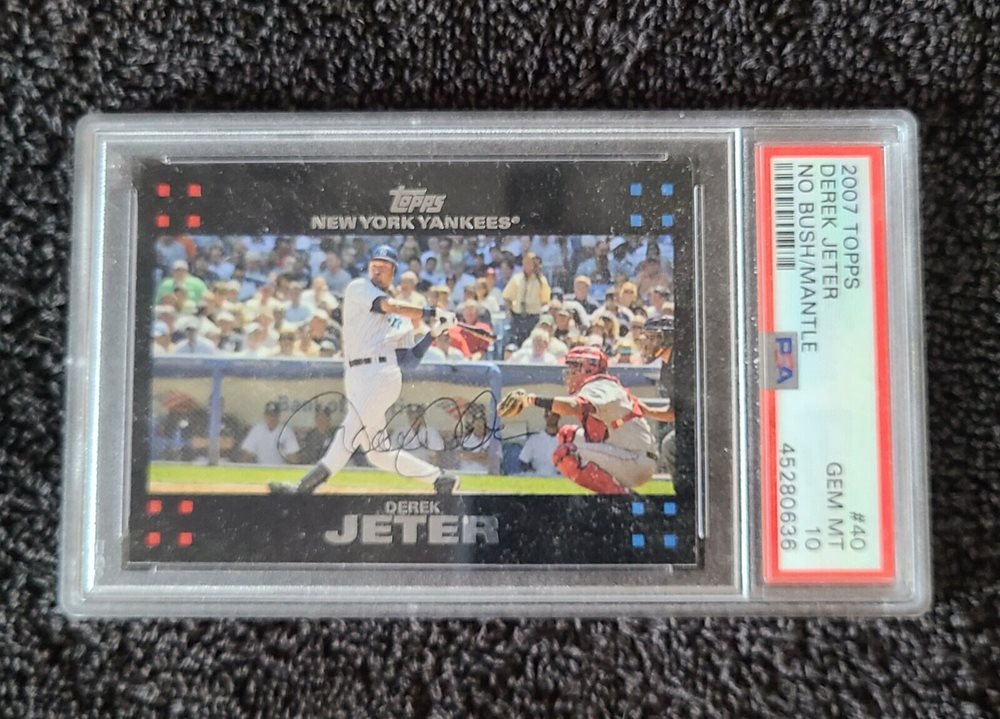 TOPPS
NEW YORK YANKEES®
DEREK
JETER
2007 TOPPS
DEREK JETER
NO BUSH/MANTLE
PSA
#40
GEM MT
10
45280636